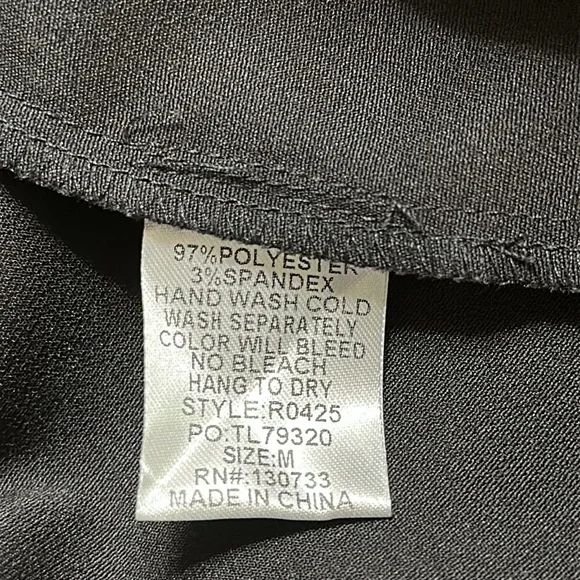 97%POLYESTER
3%SPANDEX
HAND WASH COLD
WASH SEPARATELY
COLOR WILL BLEED
NO BLEACH
HANG TO DRY
STYLE:R0425
PO:TL79320
SIZE:M
RN#:130733
MADE IN CHINA